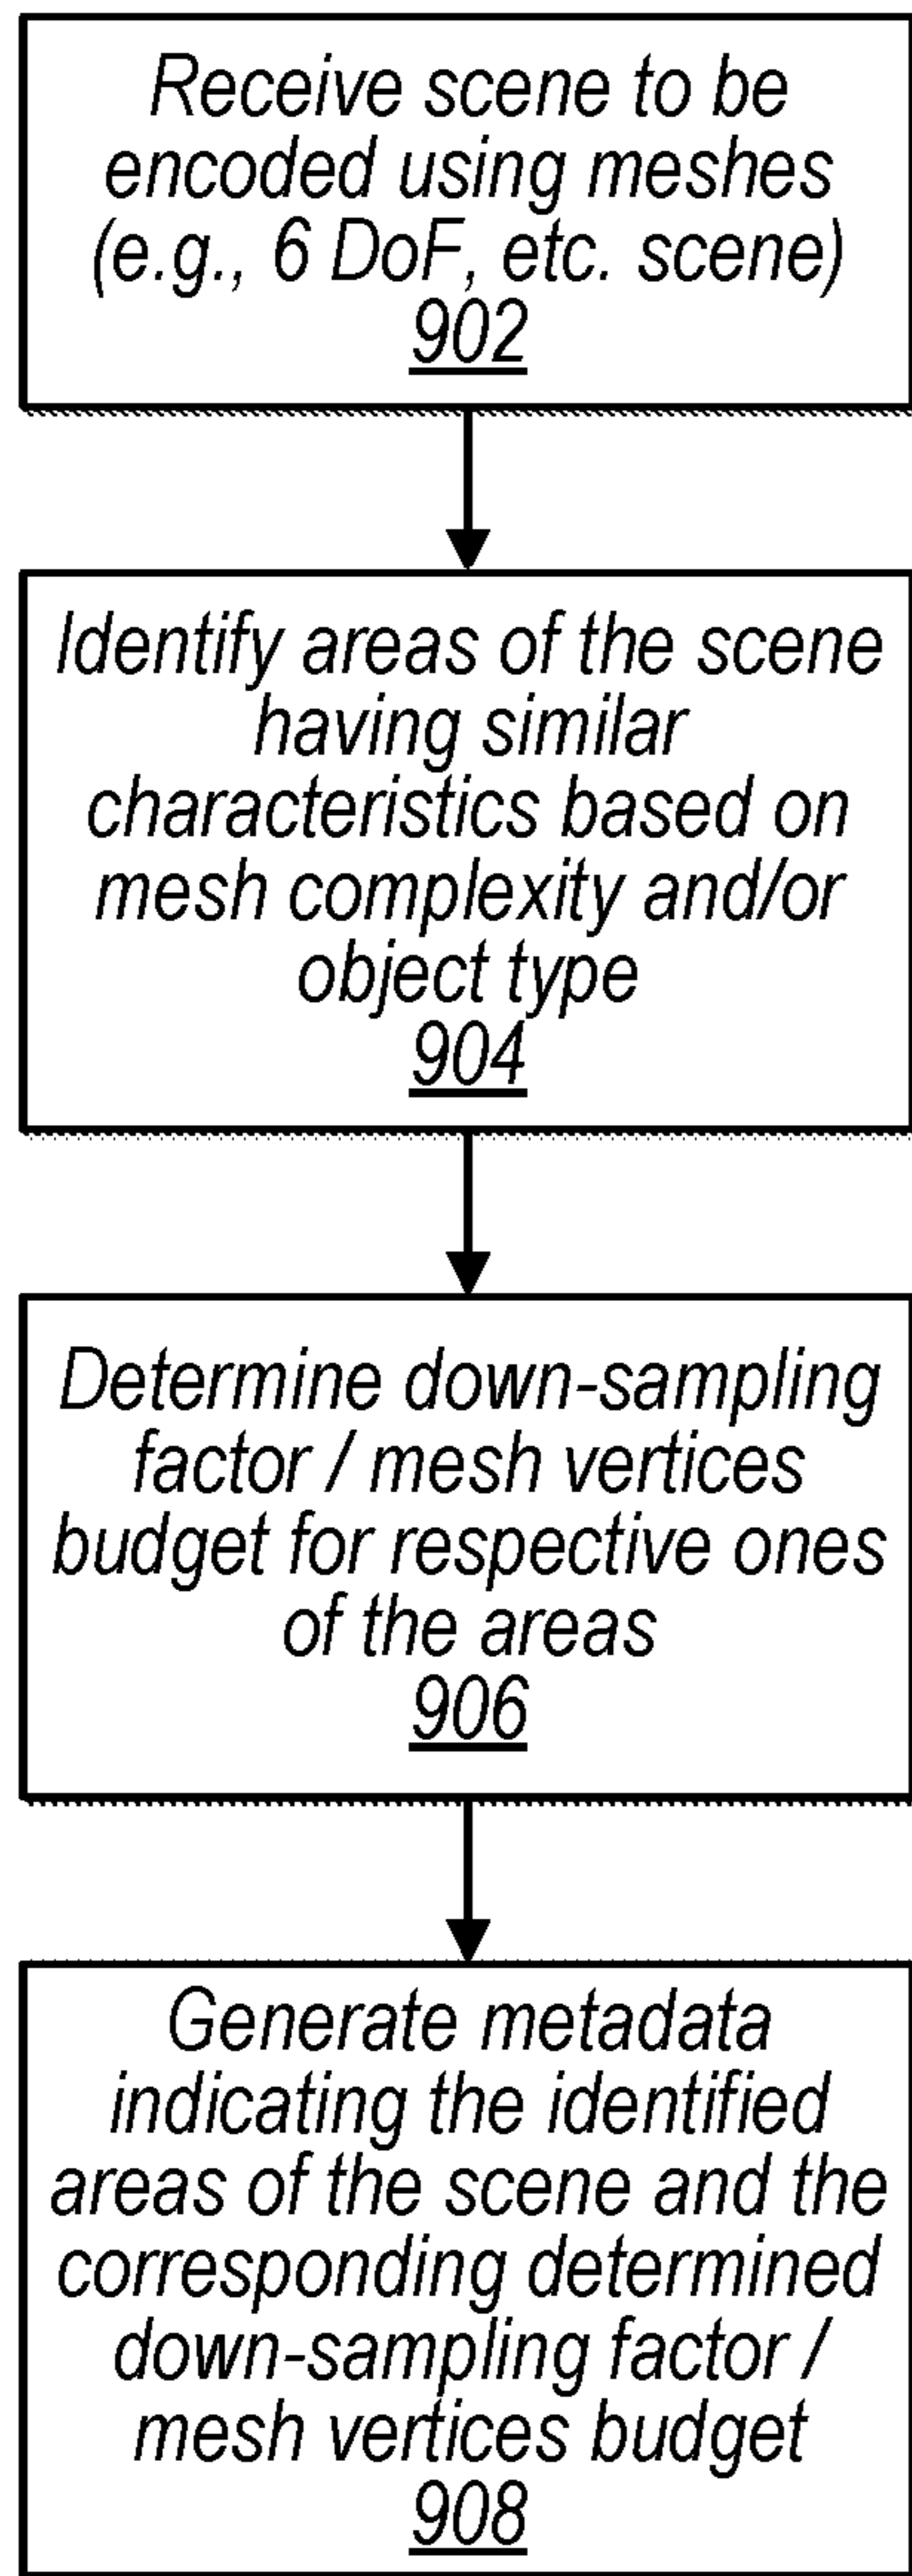 Receive scene to be
encoded using meshes
(e.g., 6 DoF, etc. scene)
902
Identify areas of the scene
having similar
characteristics based on
mesh complexity and/or
object type
904
Determine down-sampling
factor / mesh vertices
budget for respective ones
of the areas
906
Generate metadata
indicating the identified
areas of the scene and the
corresponding determined
down-sampling factor /
mesh vertices budget
908